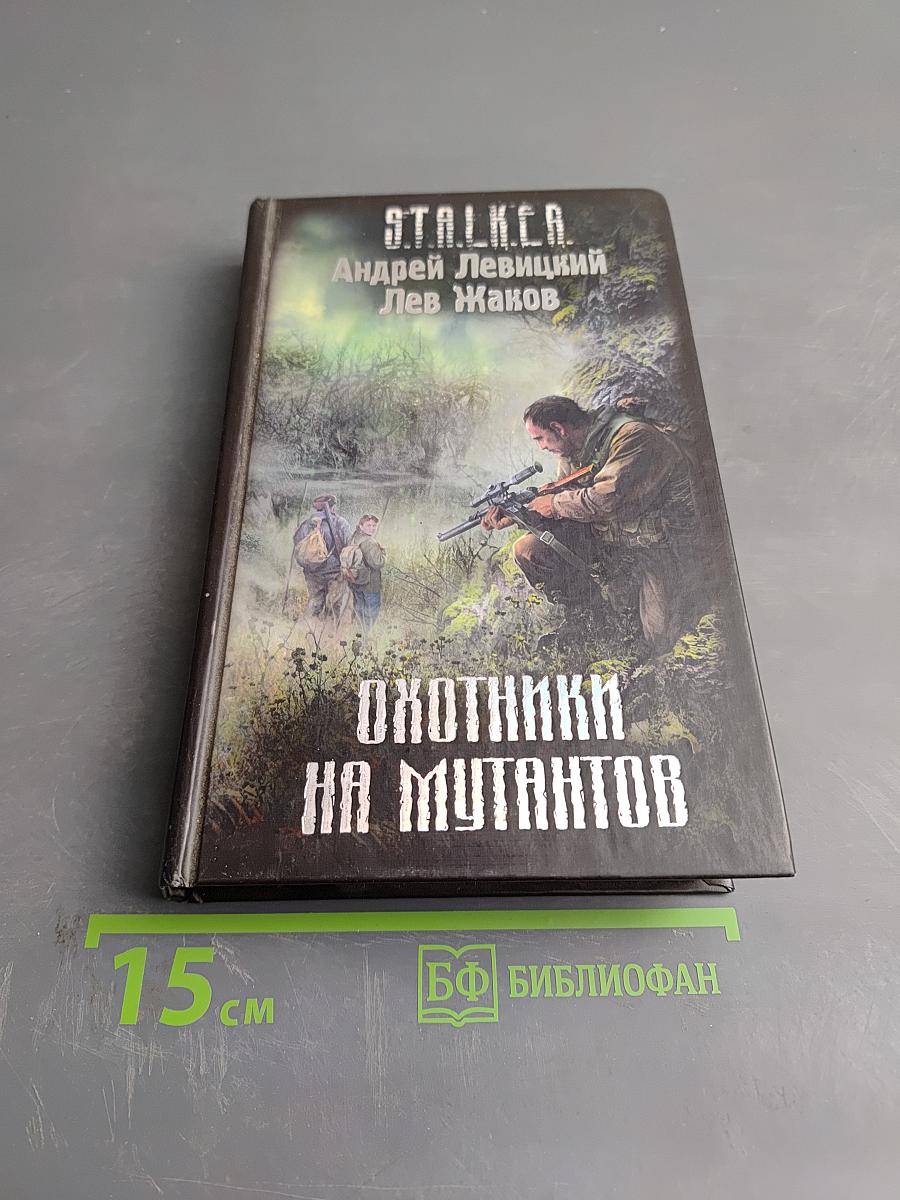 S.T.A.L.K.E.R.
Андрей Левицкий
Лев Жаков
ОХОТНИКИ
НА МУТАНТОВ
15 см
БФ БИБЛИОФАН